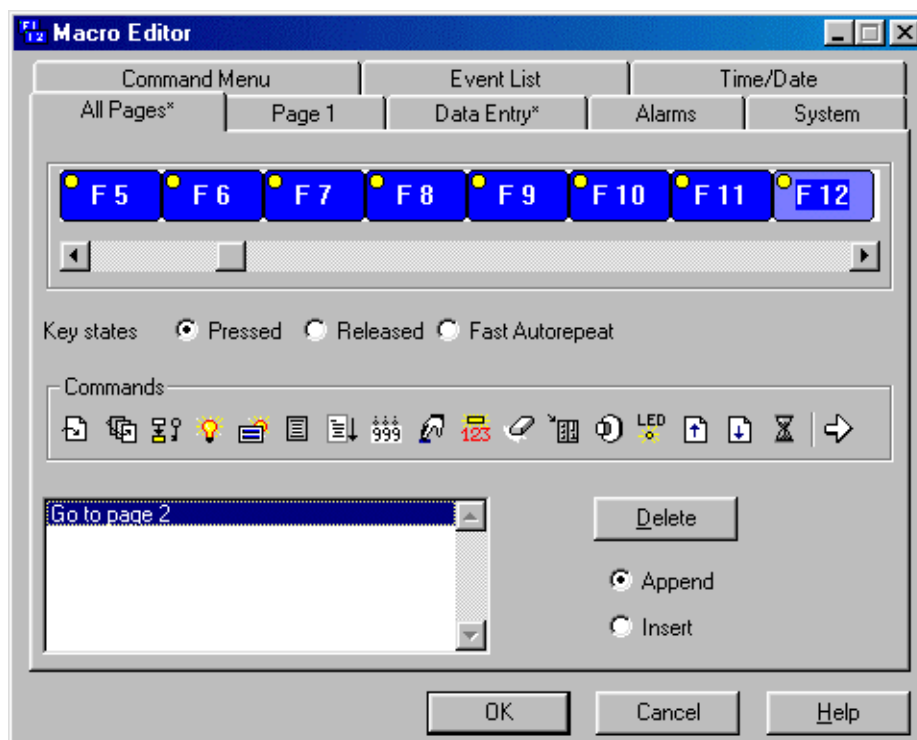 F1 F2 Macro Editor
Command Menu Event List Time/Date
All Pages* Page 1 Data Entry* Alarms System
F 5 F 6 F 7 F 8 F 9 F 10 F 11 F 12
Key states Pressed Released Fast Autorepeat
Commands
999 123 LED
Go to page 2
Delete
Append
Insert
OK Cancel Help